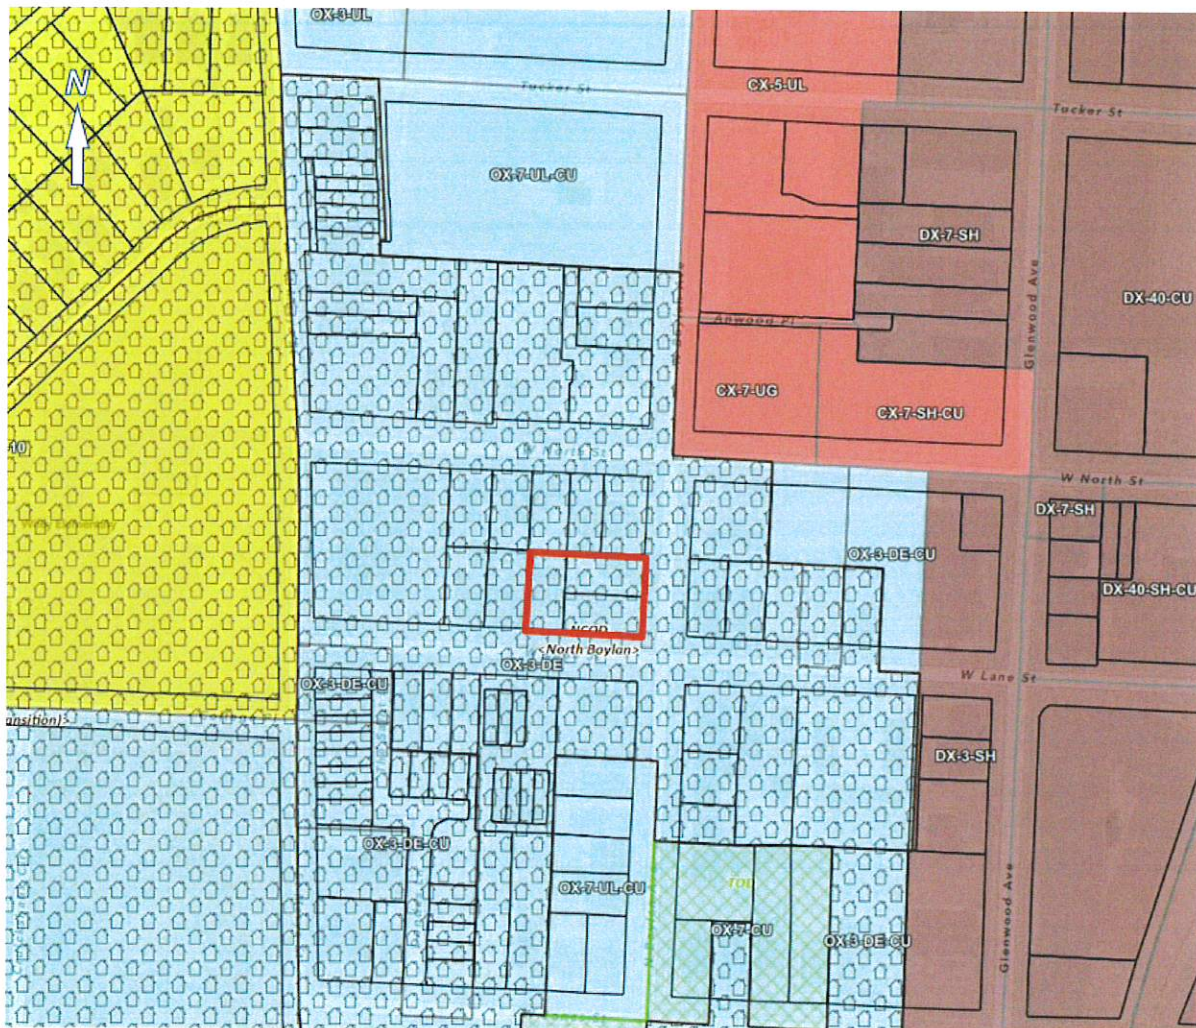 OX-3-UL
N
Tucker St
CX-5-UL
Tucker St
OX-7-UL-CU
DX-7-SH
Glenwood Ave
DX-40-CU
CX-7-UG
CX-7-SH-CU
W North St
W North St
DX-7-SH
OX-3-DE-CU
DX-40-SH-CU
NCOD
<North Boylan>
OX-3-DE
OX-3-DE-CU
W Lane St
ansition)>
DX-3-SH
OX-3-DE-CU
OX-7-UL-CU
TOD
OX-7-CU
OX-3-DE-CU
Glenwood Ave